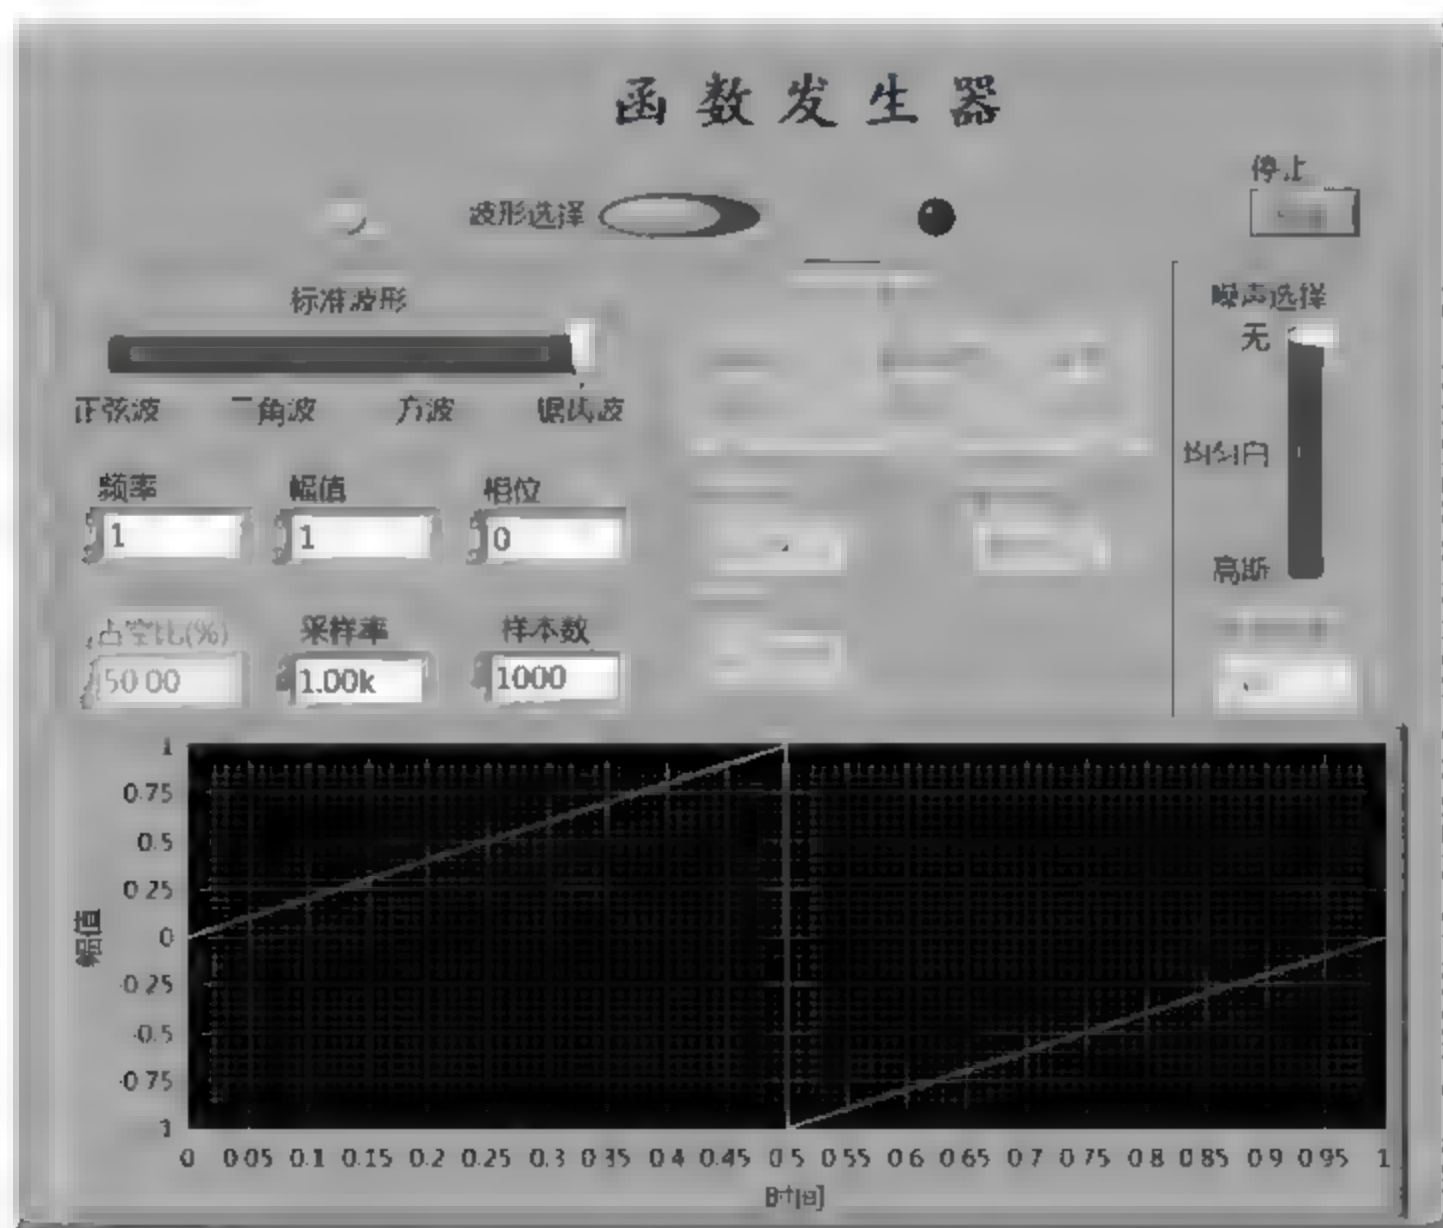 函数发生器
停止
波形选择
标准波形
噪声选择
无
正弦波 三角波 方波 锯齿波
均匀白
频率 幅值 相位
1 1 0
高斯
占空比(%) 采样率 样本数
50.00 1.00k 1000
1
0.75
0.5
0.25
0
-0.25
-0.5
-0.75
-1
幅值
0 0.05 0.1 0.15 0.2 0.25 0.3 0.35 0.4 0.45 0.5 0.55 0.6 0.65 0.7 0.75 0.8 0.85 0.9 0.95 1
时间